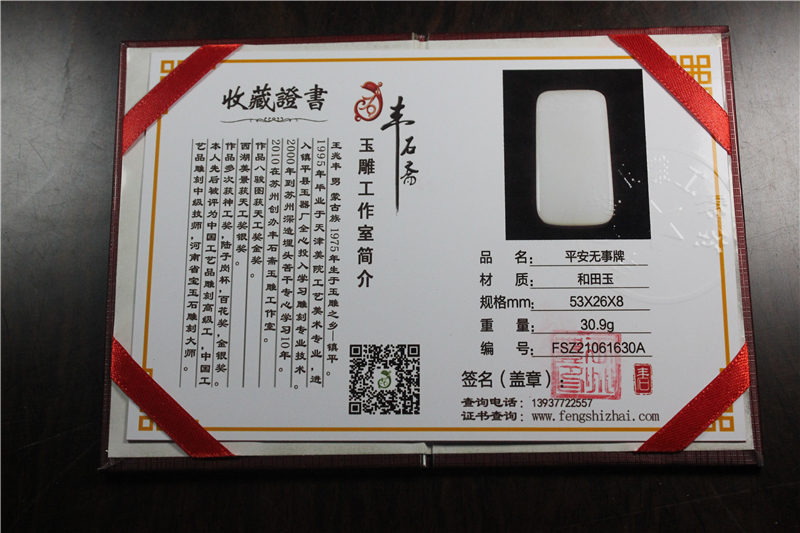 收藏證書
丰石斋
玉雕工作室简介
王兆丰 男 蒙古族 1975年生于玉雕之乡—镇平。
1995年毕业于天津美院工艺美术专业，进
入镇平县玉器厂全心投入学习雕刻专业技术。
2000年到苏州深造埋头苦干专心学习10年。
2010在苏州创办丰石斋玉雕工作室。
作品八骏图获天工奖金奖。
西湖美景获天工奖银奖。
作品多次获神工奖，陆子岗杯，百花奖，金银奖。
本人先后被评为中国工艺品雕刻高级工，中国工
艺品雕刻中级技师，河南省宝玉石雕刻大师。
品 名： 平安无事牌
材 质： 和田玉
规格mm： 53X26X8
重 量： 30.9g
编 号： FSZ21061630A
签名（盖章）：
查询电话：13937722557
证书查询：www.fengshizhai.com